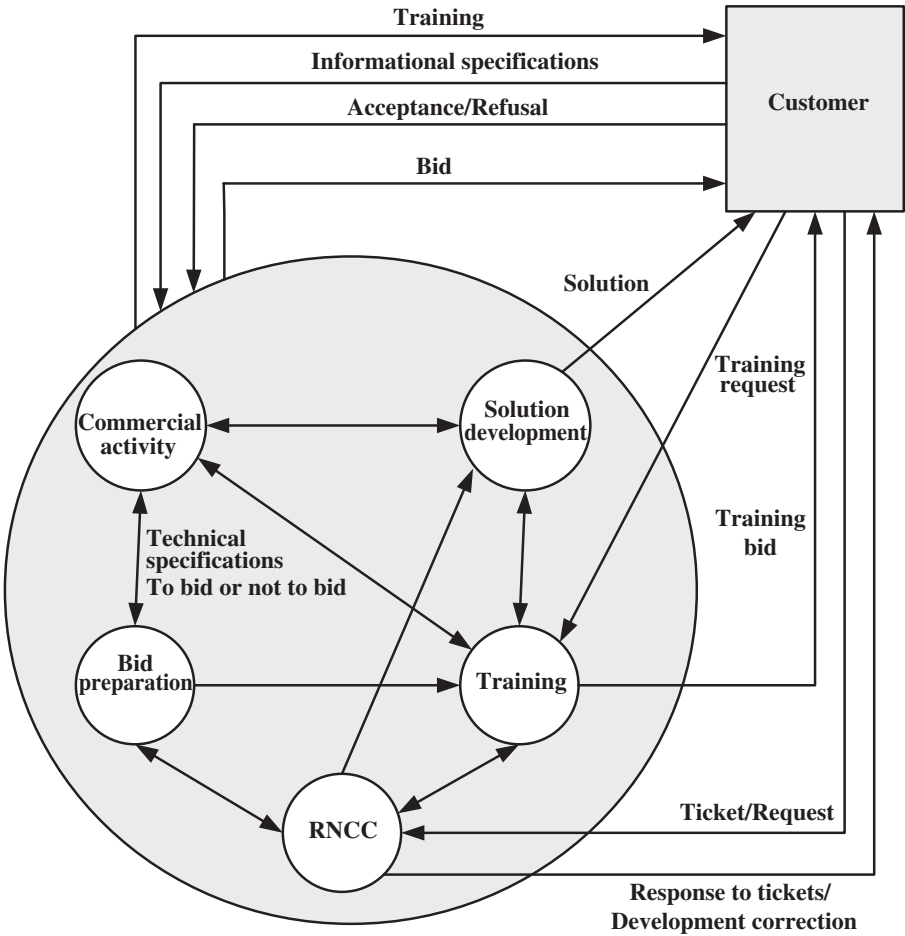 Training
Informational specifications
Customer
Acceptance/Refusal
Bid
Solution
Training
request
Commercial
activity
Solution
development
Training
bid
Technical
specifications
To bid or not to bid
Bid
preparation
Training
RNCC
Ticket/Request
Response to tickets/
Development correction